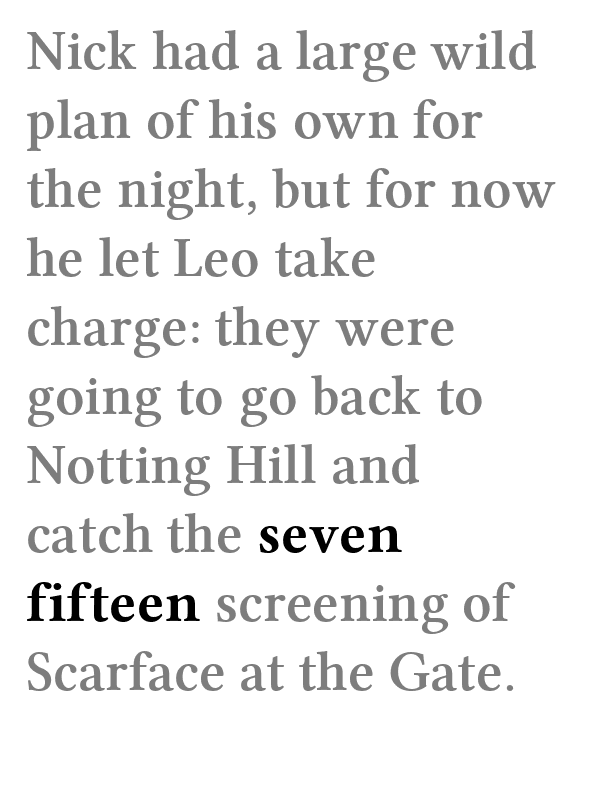 Nick had a large wild
plan of his own for
the night, but for now
he let Leo take
charge: they were
going to go back to
Notting Hill and
catch the seven
fifteen screening of
Scarface at the Gate.